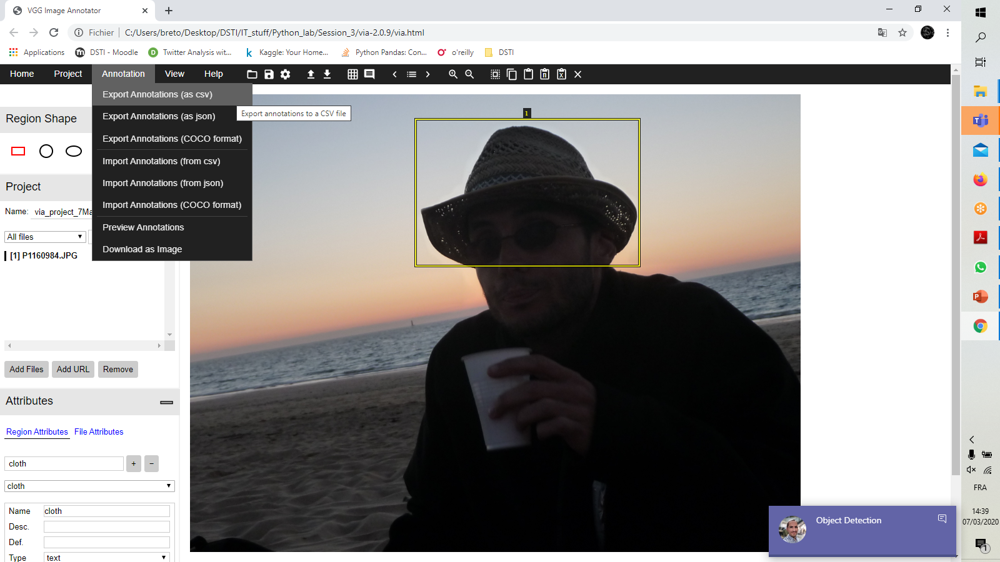 VGG Image Annotator
Fichier
C:/Users/breto/Desktop/DSTI/IT_stuff/Python_lab/Session_3/via-2.0.9/via.html
Applications
DSTI - Moodle
Twitter Analysis wit...
Kaggle: Your Home...
Python Pandas: Con...
o'reilly
DSTI
Home
Project
Annotation
View
Help
Export Annotations (as csv)
Export annotations to a CSV file
Export Annotations (as json)
Export Annotations (COCO format)
Import Annotations (from csv)
Import Annotations (from json)
Import Annotations (COCO format)
Preview Annotations
Download as Image
1
Region Shape
Project
Name: via_project_7Ma
All files
[1] P1160984.JPG
Add Files
Add URL
Remove
Attributes
Region Attributes
File Attributes
cloth
+
−
cloth
Name cloth
Desc.
Def.
Type text
Object Detection
FRA
14:39
07/03/2020
1